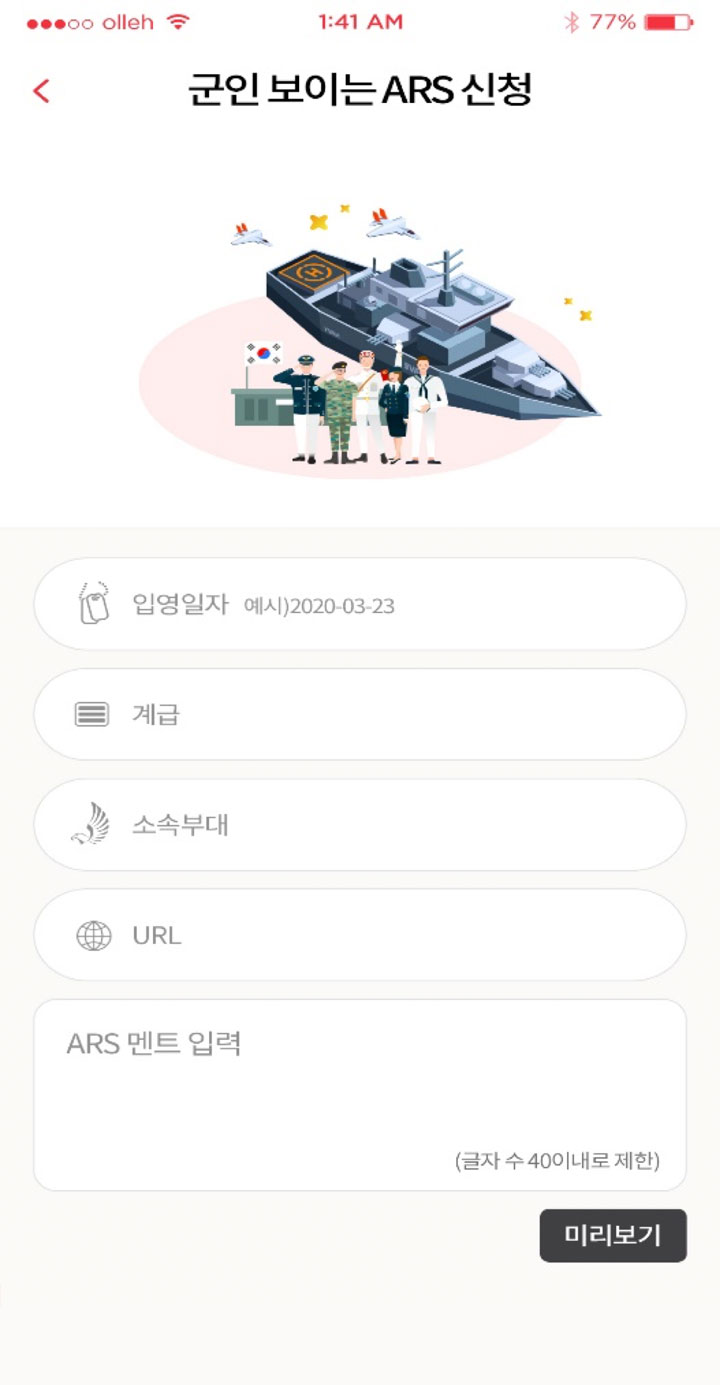 olleh 1:41 AM 77%
군인 보이는 ARS 신청
입영일자 예시)2020-03-23
계급
소속부대
URL
ARS 멘트 입력
(글자 수 40이내로 제한)
미리보기